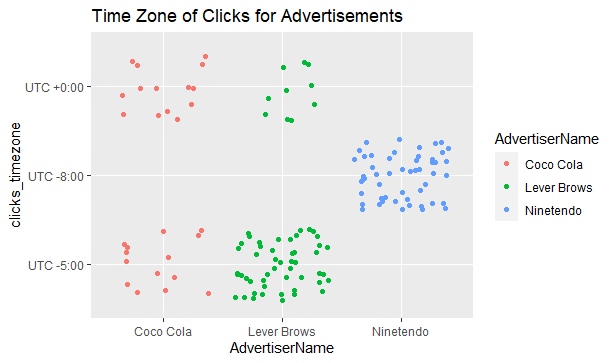 Time Zone of Clicks for Advertisements
clicks_timezone
UTC +0:00
UTC -8:00
UTC -5:00
Coco Cola
Lever Brows
Ninetendo
AdvertiserName
AdvertiserName
Coco Cola
Lever Brows
Ninetendo